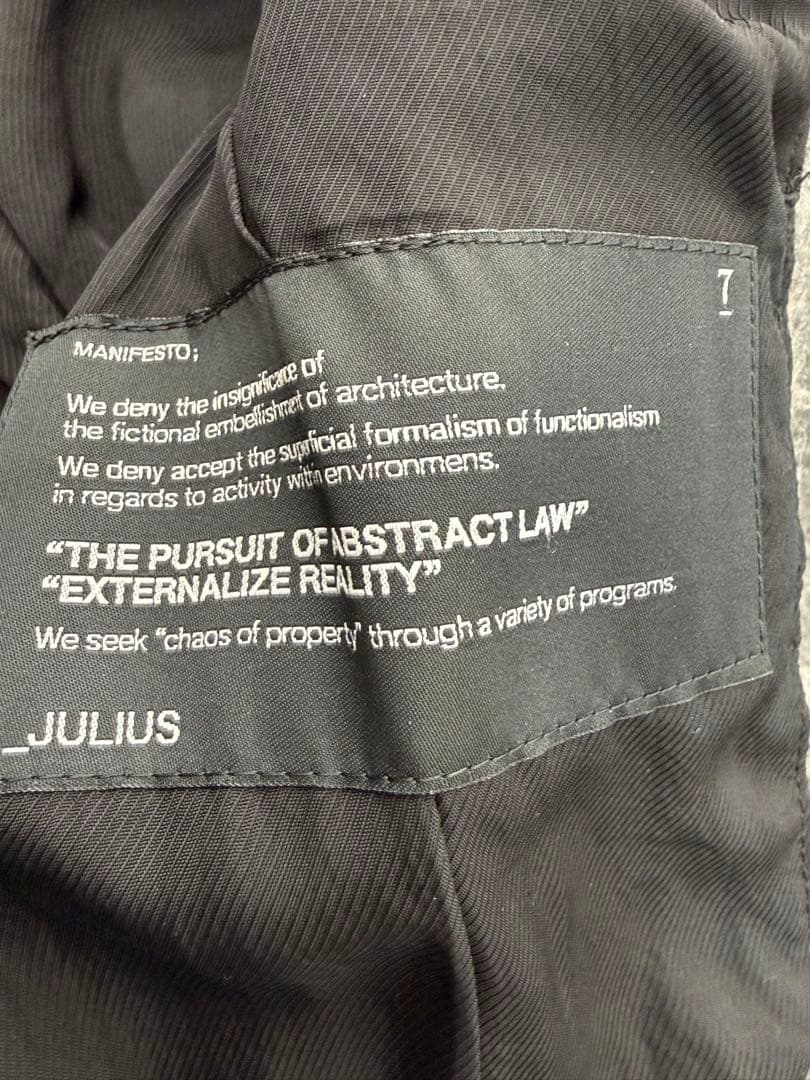 7
MANIFESTO;
We deny the insignificance of
the fictional embellishment of architecture.
We deny accept the superficial formalism of functionalism
in regards to activity within environmens.
“THE PURSUIT OF ABSTRACT LAW”
“EXTERNALIZE REALITY”
We seek “chaos of property” through a variety of programs.
_JULIUS